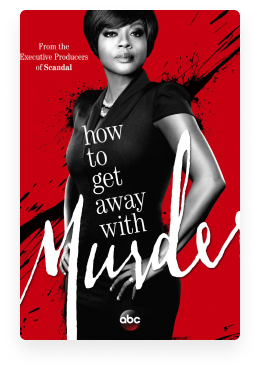 From the
Executive Producers
of Scandal
how
to
get
away
with
Murder
abc